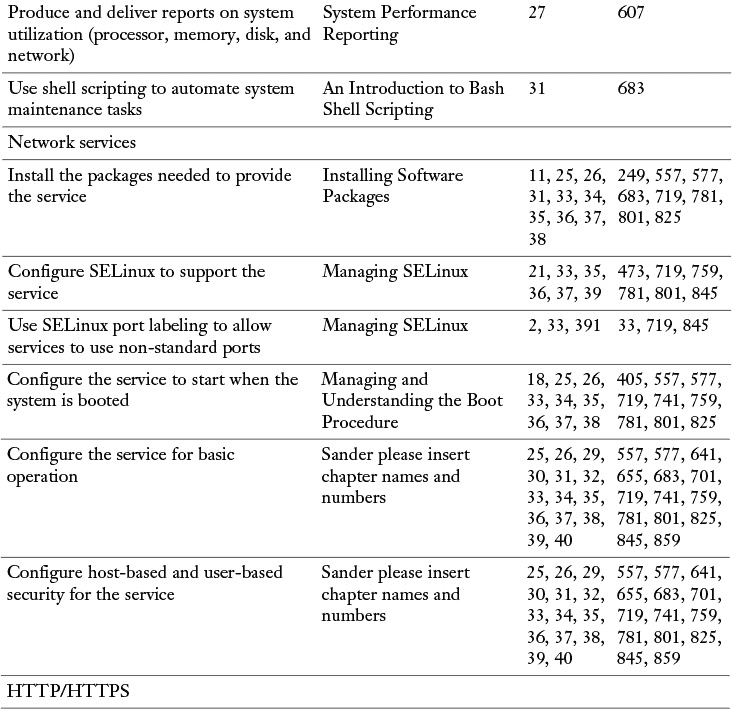 Produce and deliver reports on system System Performance 27 607
utilization (processor, memory, disk, and Reporting
network)
Use shell scripting to automate system An Introduction to Bash 31 683
maintenance tasks Shell Scripting
Network services
Install the packages needed to provide Installing Software 11, 25, 26, 249, 557, 577,
the service Packages 31, 33, 34, 683, 719, 781,
35, 36, 37, 801, 825
38
Configure SELinux to support the Managing SELinux 21, 33, 35, 473, 719, 759,
service 36, 37, 39 781, 801, 845
Use SELinux port labeling to allow Managing SELinux 2, 33, 391 33, 719, 845
services to use non-standard ports
Configure the service to start when the Managing and 18, 25, 26, 405, 557, 577,
system is booted Understanding the Boot 33, 34, 35, 719, 741, 759,
Procedure 36, 37, 38 781, 801, 825
Configure the service for basic Sander please insert 25, 26, 29, 557, 577, 641,
operation chapter names and 30, 31, 32, 655, 683, 701,
numbers 33, 34, 35, 719, 741, 759,
36, 37, 38, 781, 801, 825,
39, 40 845, 859
Configure host-based and user-based Sander please insert 25, 26, 29, 557, 577, 641,
security for the service chapter names and 30, 31, 32, 655, 683, 701,
numbers 33, 34, 35, 719, 741, 759,
36, 37, 38, 781, 801, 825,
39, 40 845, 859
HTTP/HTTPS